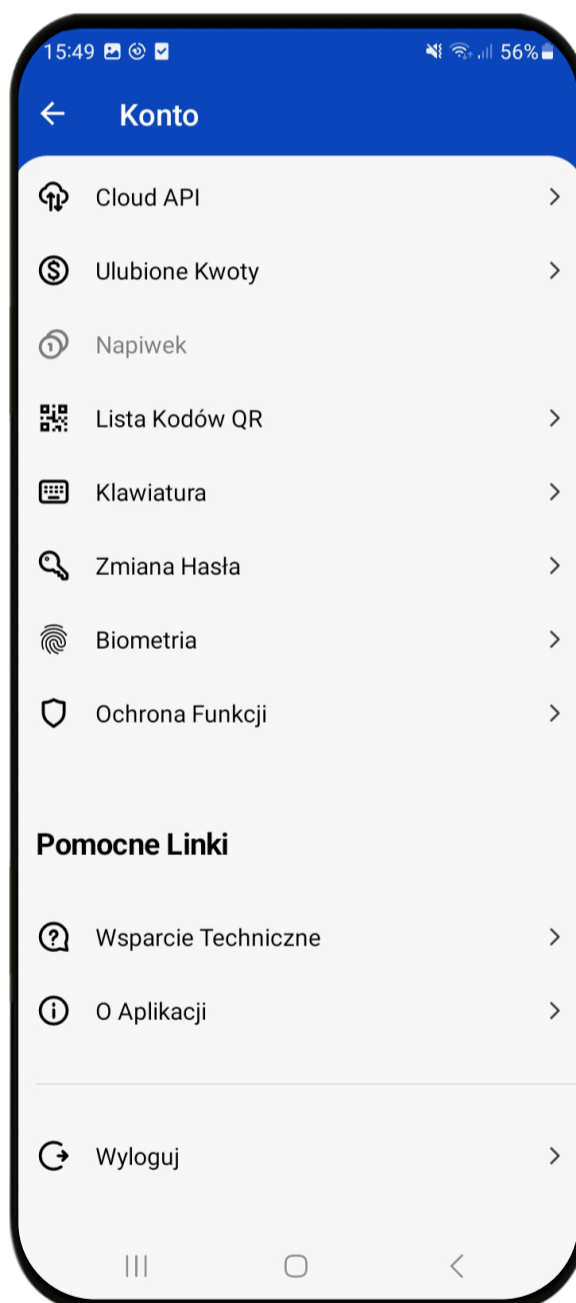 15:49
56%
Konto
Cloud API
Ulubione Kwoty
Napiwek
Lista Kodów QR
Klawiatura
Zmiana Hasła
Biometria
Ochrona Funkcji
Pomocne Linki
Wsparcie Techniczne
O Aplikacji
Wyloguj